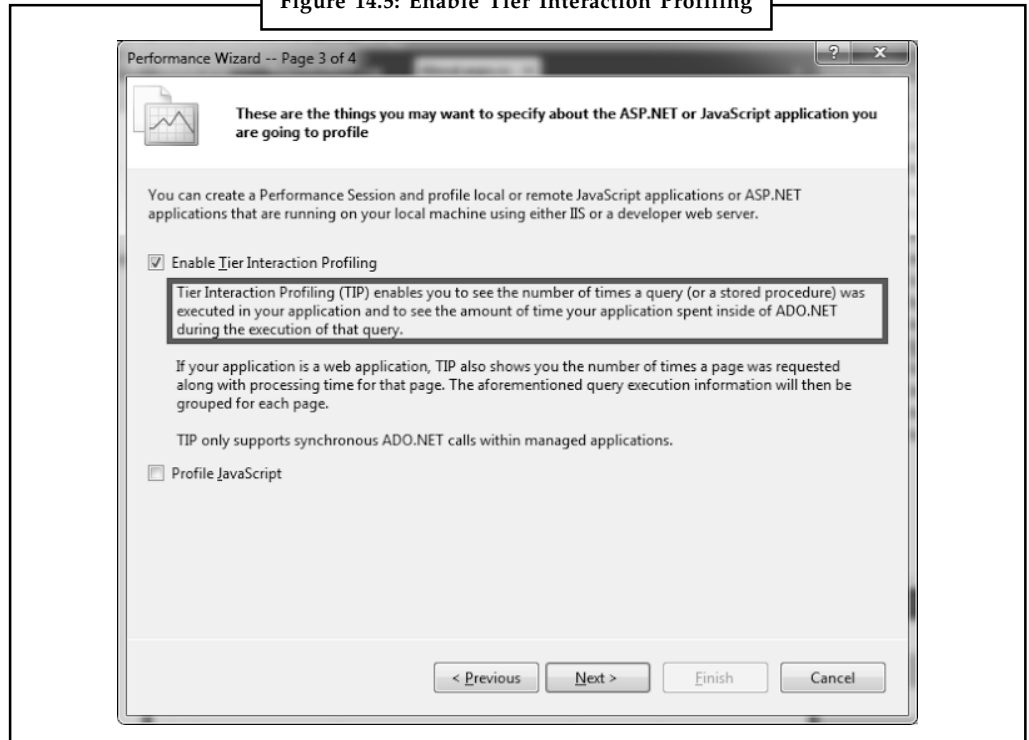 Figure 14.5: Enable Tier Interaction Profiling
Performance Wizard -- Page 3 of 4
These are the things you may want to specify about the ASP.NET or JavaScript application you
are going to profile
You can create a Performance Session and profile local or remote JavaScript applications or ASP.NET
applications that are running on your local machine using either IIS or a developer web server.
Enable Tier Interaction Profiling
Tier Interaction Profiling (TIP) enables you to see the number of times a query (or a stored procedure) was
executed in your application and to see the amount of time your application spent inside of ADO.NET
during the execution of that query.
If your application is a web application, TIP also shows you the number of times a page was requested
along with processing time for that page. The aforementioned query execution information will then be
grouped for each page.
TIP only supports synchronous ADO.NET calls within managed applications.
Profile JavaScript
< Previous
Next >
Finish
Cancel